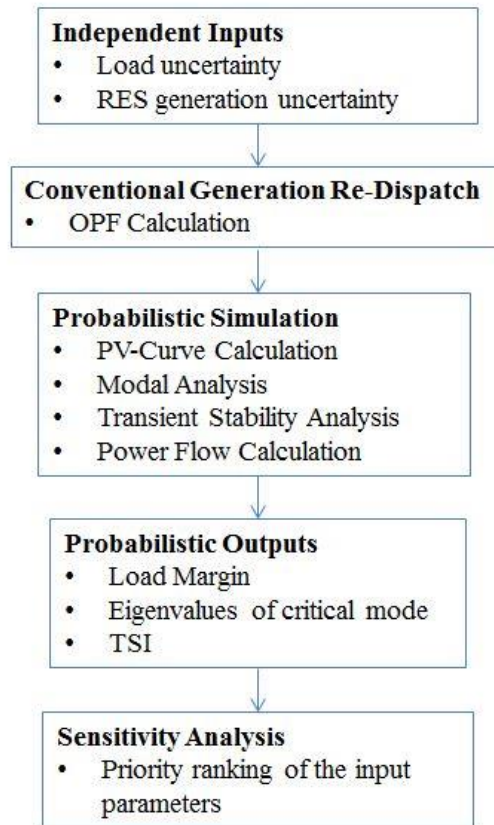 Independent Inputs
• Load uncertainty
• RES generation uncertainty
Conventional Generation Re-Dispatch
• OPF Calculation
Probabilistic Simulation
• PV-Curve Calculation
• Modal Analysis
• Transient Stability Analysis
• Power Flow Calculation
Probabilistic Outputs
• Load Margin
• Eigenvalues of critical mode
• TSI
Sensitivity Analysis
• Priority ranking of the input
parameters